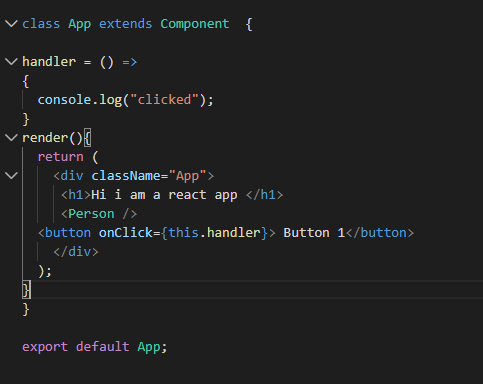 class App extends Component  {
handler = () =>
{
  console.log("clicked");
}
render(){
  return (
    <div className="App">
     <h1>Hi i am a react app </h1>
     <Person />
  <button onClick={this.handler}> Button 1</button>
    </div>
  );
}
}
export default App;